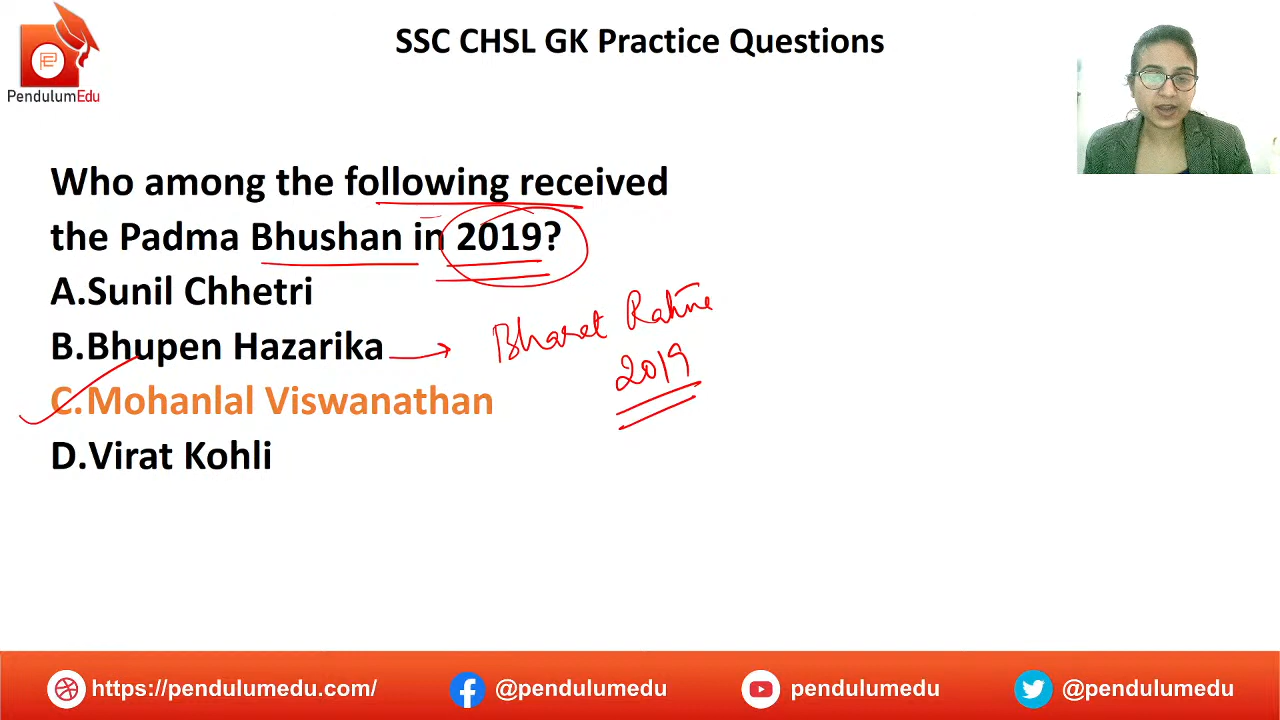 SSC CHSL GK Practice Questions
PendulumEdu
Who among the following received
the Padma Bhushan in 2019?
A.Sunil Chhetri
B.Bhupen Hazarika
Bharat Ratne
2019
C.Mohanlal Viswanathan
D.Virat Kohli
https://pendulumedu.com/
@pendulumedu
pendulumedu
@pendulumedu